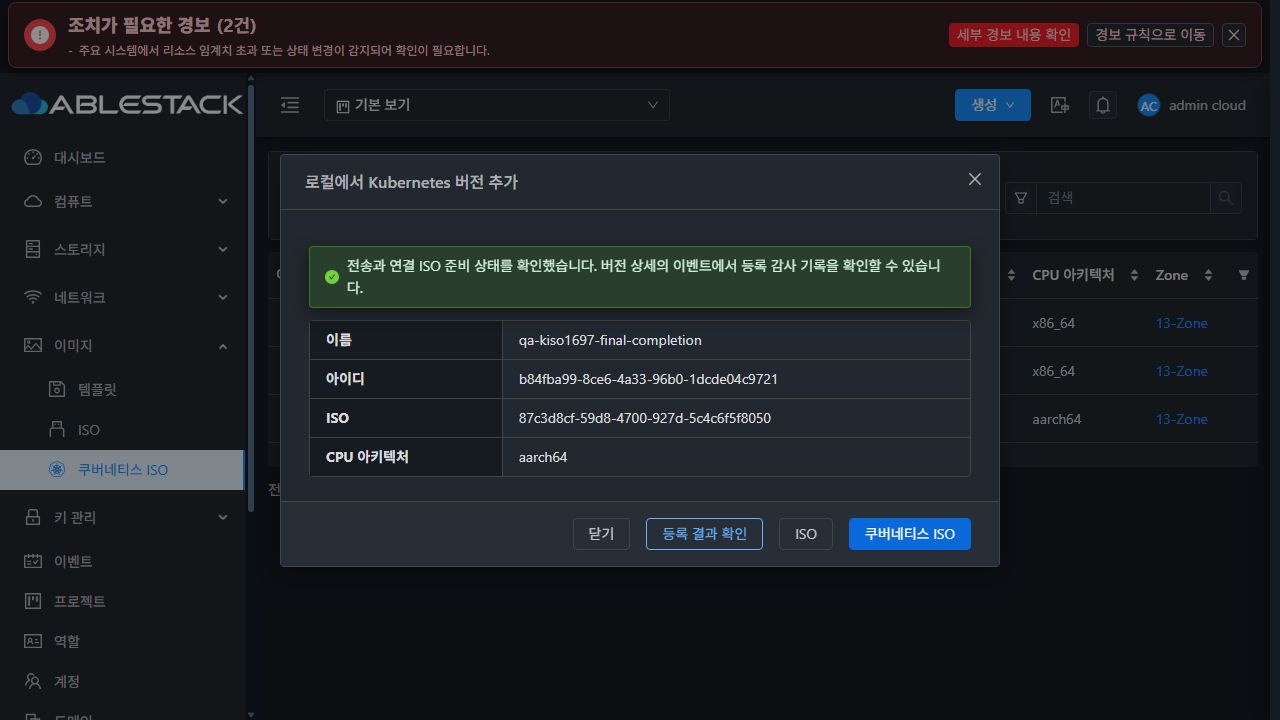 조치가 필요한 경보 (2건)
- 주요 시스템에서 리소스 임계치 초과 또는 상태 변경이 감지되어 확인이 필요합니다.
세부 경보 내용 확인
경보 규칙으로 이동
ABLESTACK
기본 보기
생성
AC
admin cloud
대시보드
컴퓨트
스토리지
네트워크
이미지
템플릿
ISO
쿠버네티스 ISO
키 관리
이벤트
프로젝트
역할
계정
도메인
검색
CPU 아키텍처
Zone
x86_64
13-Zone
x86_64
13-Zone
aarch64
13-Zone
로컬에서 Kubernetes 버전 추가
전송과 연결 ISO 준비 상태를 확인했습니다. 버전 상세의 이벤트에서 등록 감사 기록을 확인할 수 있습니
다.
이름
qa-kiso1697-final-completion
아이디
b84fba99-8ce6-4a33-96b0-1dcde04c9721
ISO
87c3d8cf-59d8-4700-927d-5c4c6f5f8050
CPU 아키텍처
aarch64
닫기
등록 결과 확인
ISO
쿠버네티스 ISO